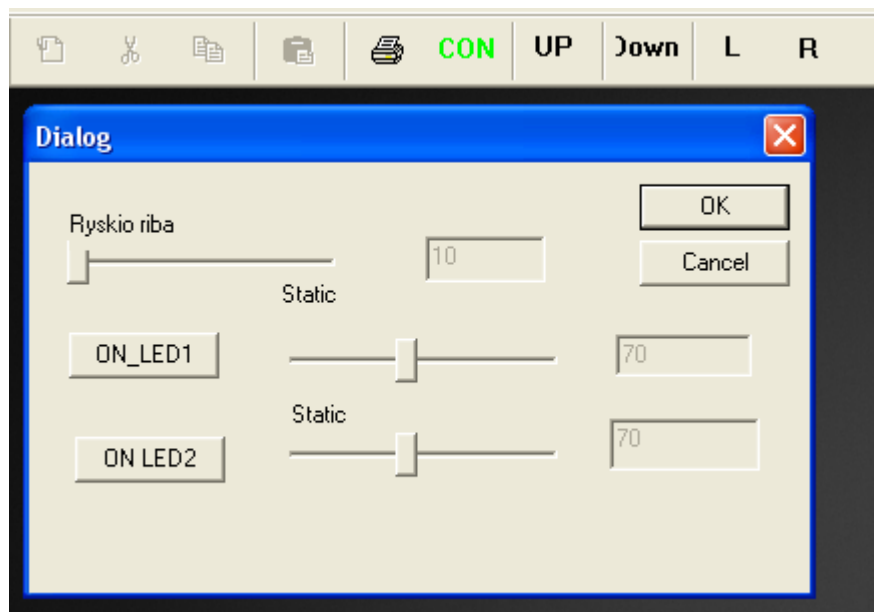 CON UP Down L R
Dialog
Ryskio riba
10
OK
Cancel
Static
ON_LED1
70
Static
ON LED2
70